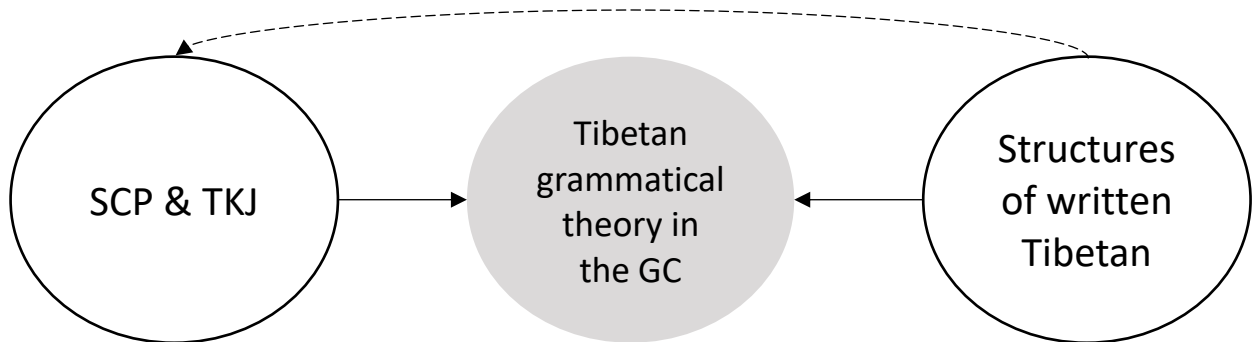 SCP & TKJ
Tibetan
grammatical
theory in
the GC
Structures
of written
Tibetan